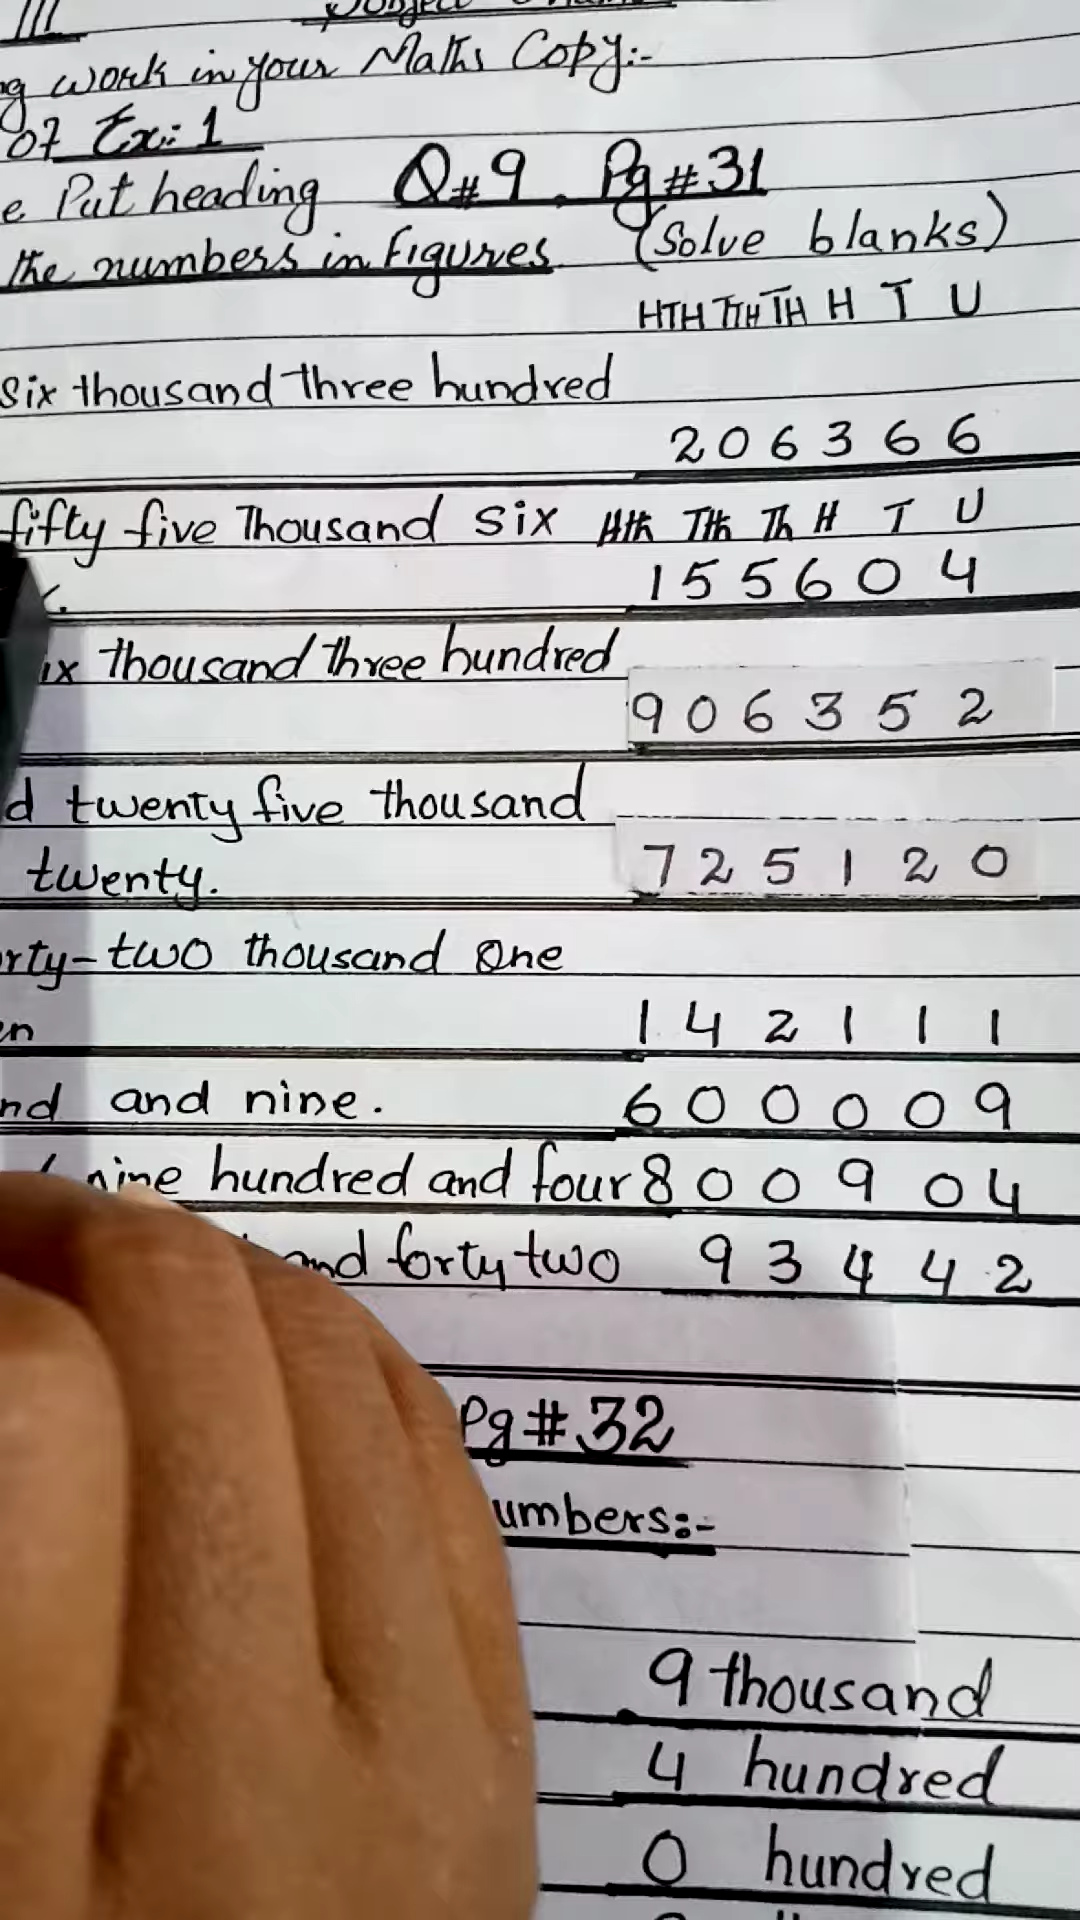 III Subject
work in your Maths Copy:-
of Ex: 1
e Put heading Q#9. Pg#31
the numbers in figures (Solve blanks)
HTH TTH TH H T U
six thousand three hundred
2 0 6 3 6 6
fifty five Thousand six Hth Tth Th H T U
1 5 5 6 0 4
ix thousand three hundred
9 0 6 3 5 2
d twenty five thousand
twenty. 7 2 5 1 2 0
rty-two thousand one
en 1 4 2 1 1 1
nd and nine. 6 0 0 0 0 9
nine hundred and four 8 0 0 9 0 4
and forty two 9 3 4 4 2
Pg#32
umbers:-
9 thousand
4 hundred
0 hundred